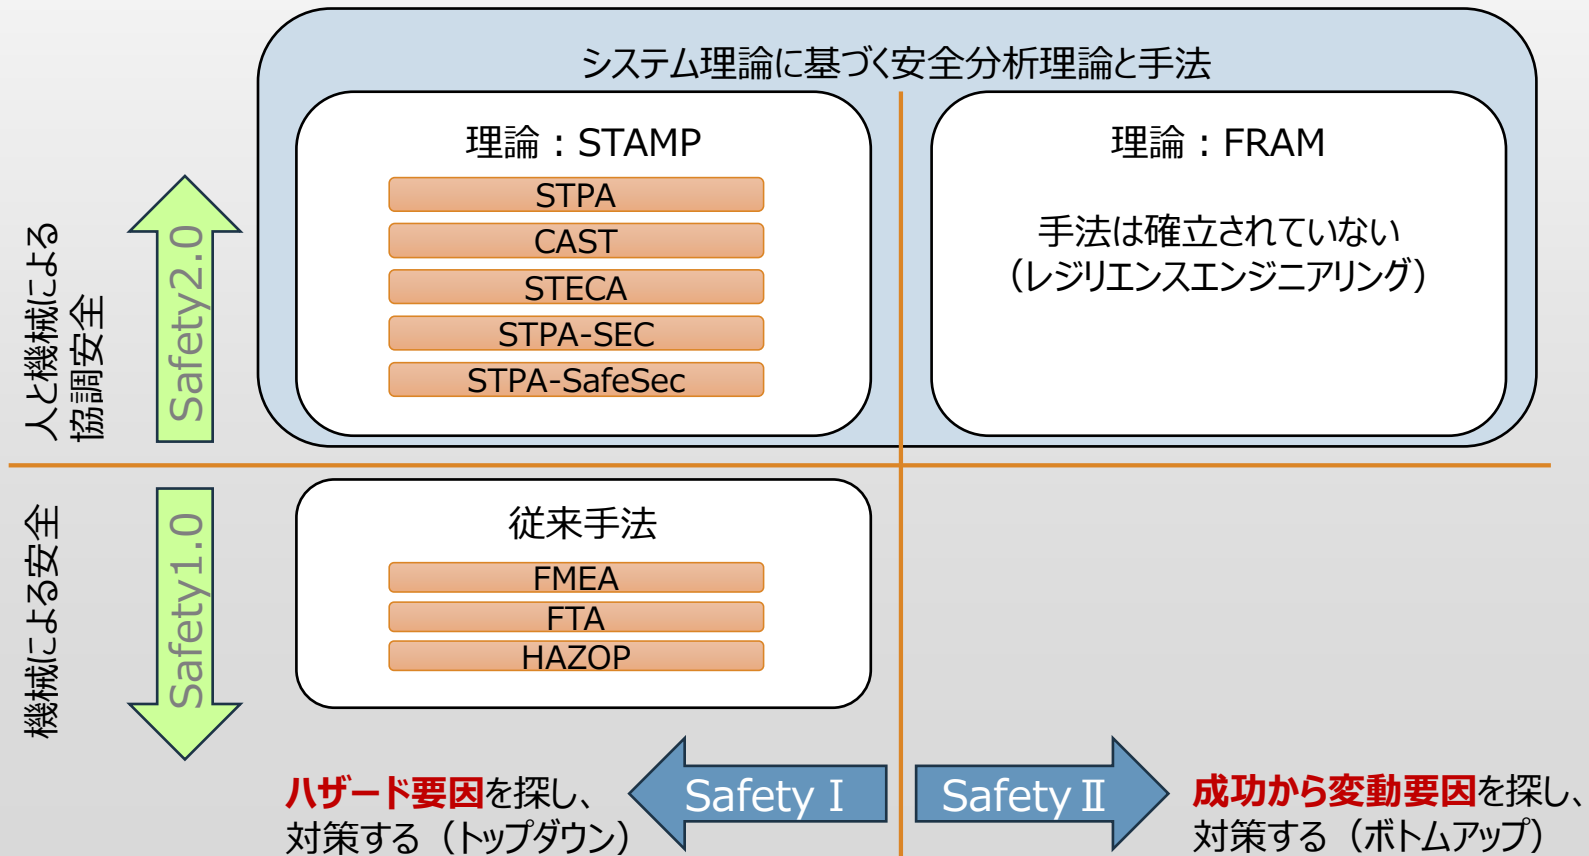 システム理論に基づく安全分析理論と手法
理論：STAMP
STPA
CAST
STECA
STPA-SEC
STPA-SafeSec
理論：FRAM
手法は確立されていない
（レジリエンスエンジニアリング）
人と機械による
協調安全
Safety2.0
機械による安全
Safety1.0
従来手法
FMEA
FTA
HAZOP
ハザード要因を探し、
対策する（トップダウン）
Safety Ⅰ
Safety Ⅱ
成功から変動要因を探し、
対策する（ボトムアップ）